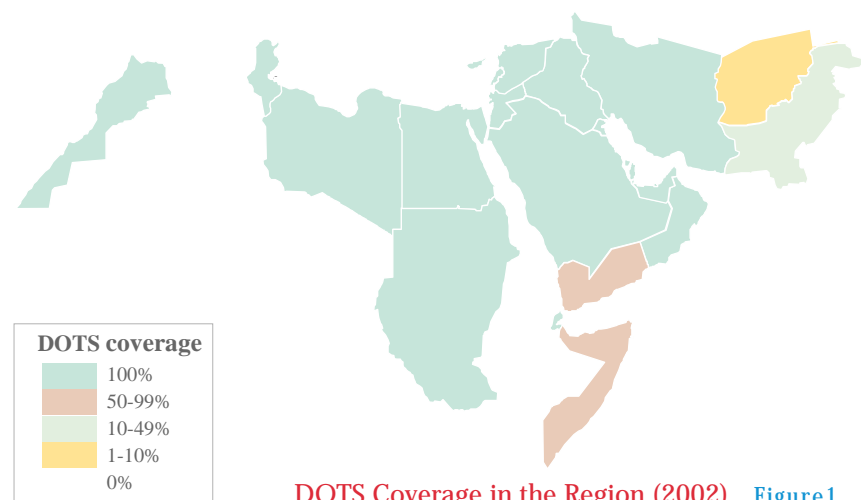 DOTS coverage
100%
50-99%
10-49%
1-10%
0%
DOTS Coverage in the Region (2002) Figure1